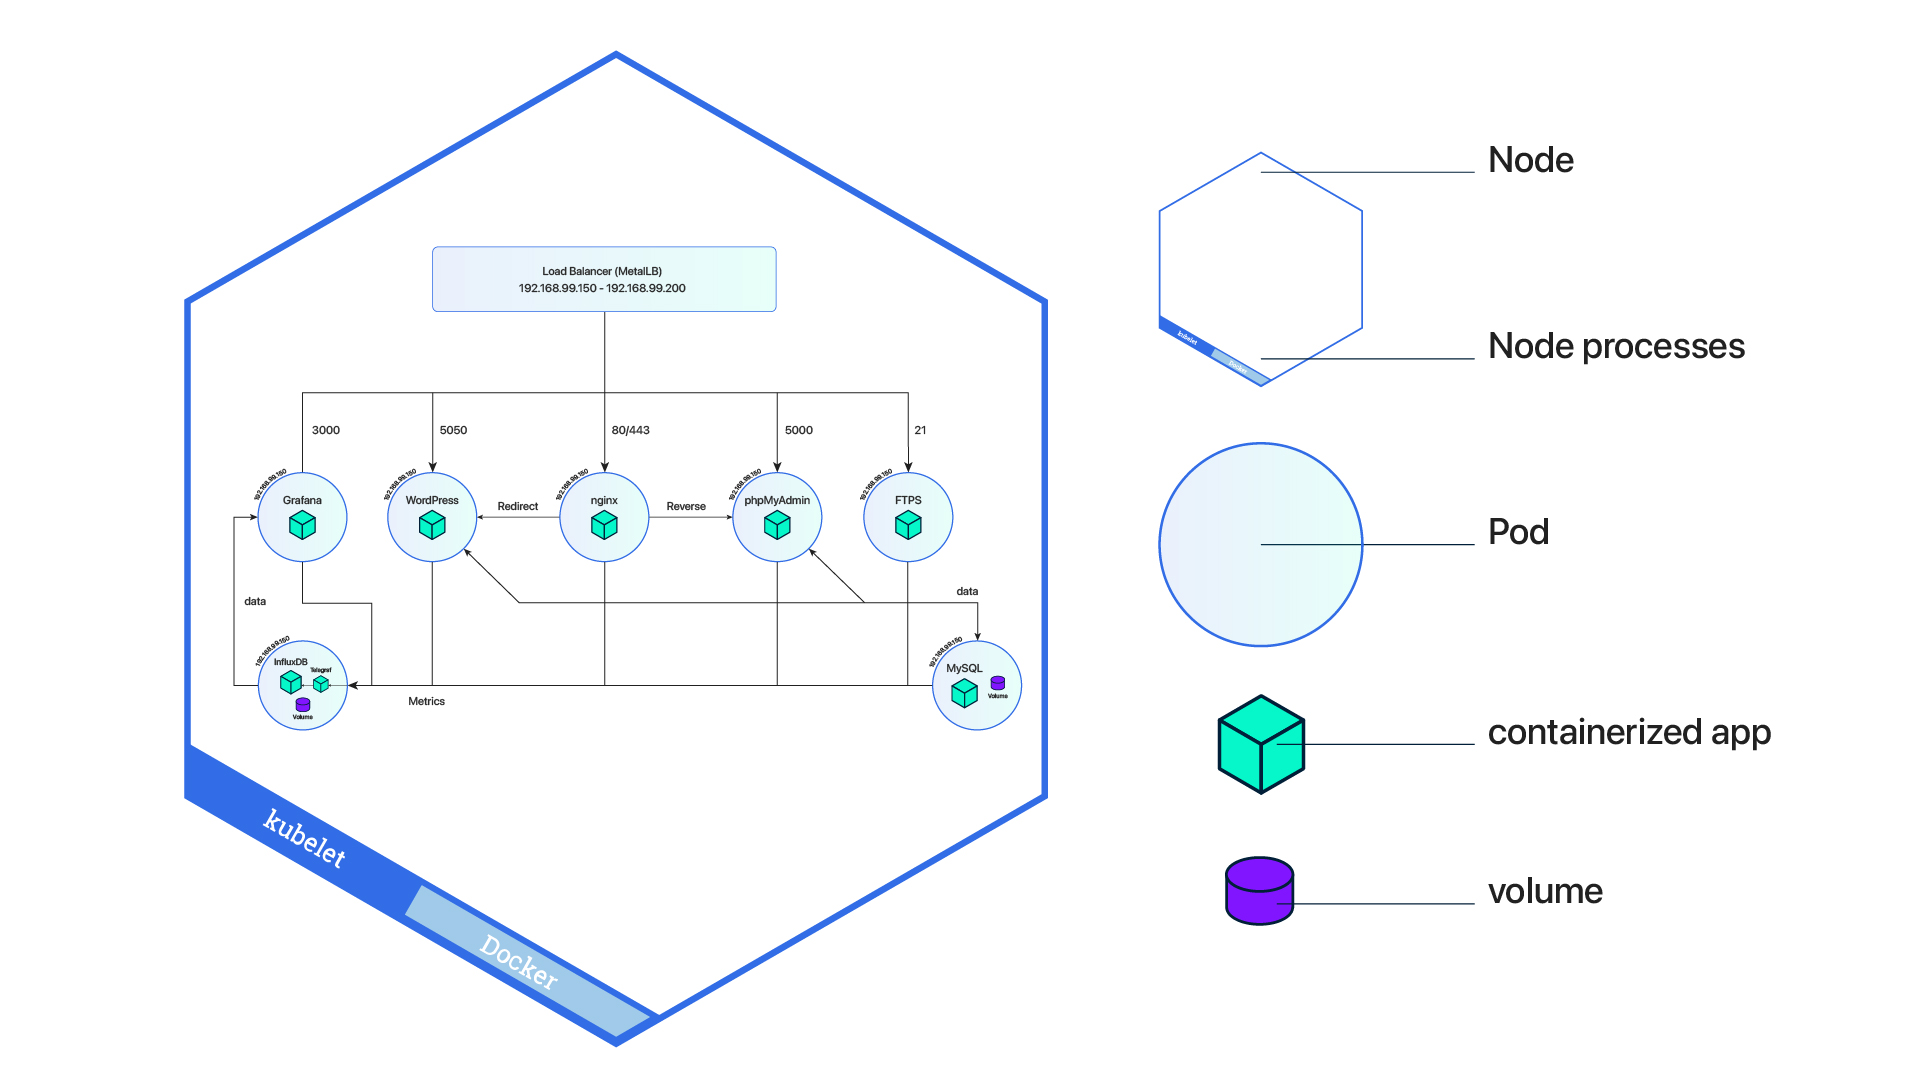 Load Balancer (MetalLB)
192.168.99.150 - 192.168.99.200
3000
5050
80/443
5000
21
192.168.99.150
Grafana
192.168.99.150
WordPress
Redirect
192.168.99.150
nginx
Reverse
192.168.99.150
phpMyAdmin
192.168.99.150
FTPS
data
data
192.168.99.150
InfluxDB
Telegraf
Volume
Metrics
192.168.99.150
MySQL
Volume
kubelet
Docker
Node
kubelet
Docker
Node processes
Pod
containerized app
volume